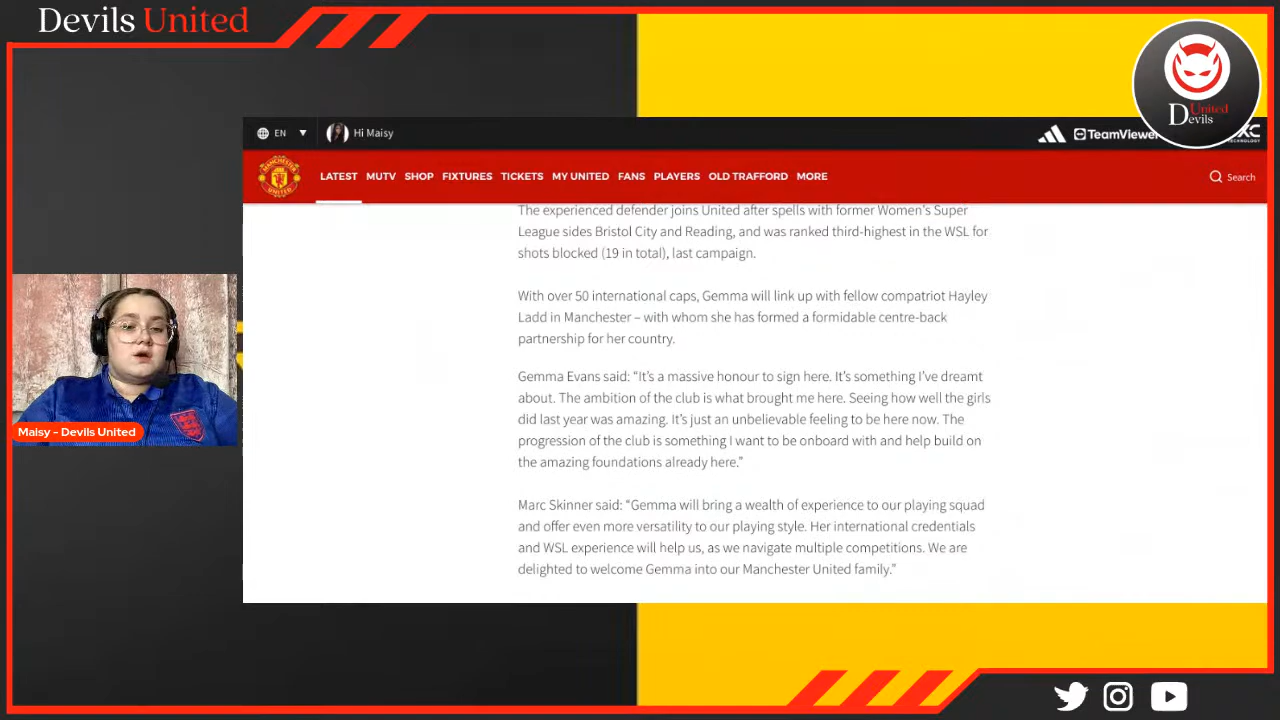 Devils United
United
Devils
EN
Hi Maisy
TeamViewer
XC
TECHNOLOGY
LATEST MUTV SHOP FIXTURES TICKETS MY UNITED FANS PLAYERS OLD TRAFFORD MORE
Search
The experienced defender joins United after spells with former Women's Super
League sides Bristol City and Reading, and was ranked third-highest in the WSL for
shots blocked (19 in total), last campaign.
With over 50 international caps, Gemma will link up with fellow compatriot Hayley
Ladd in Manchester – with whom she has formed a formidable centre-back
partnership for her country.
Gemma Evans said: “It’s a massive honour to sign here. It’s something I’ve dreamt
about. The ambition of the club is what brought me here. Seeing how well the girls
did last year was amazing. It’s just an unbelievable feeling to be here now. The
progression of the club is something I want to be onboard with and help build on
the amazing foundations already here.”
Marc Skinner said: “Gemma will bring a wealth of experience to our playing squad
and offer even more versatility to our playing style. Her international credentials
and WSL experience will help us, as we navigate multiple competitions. We are
delighted to welcome Gemma into our Manchester United family.”
Maisy - Devils United